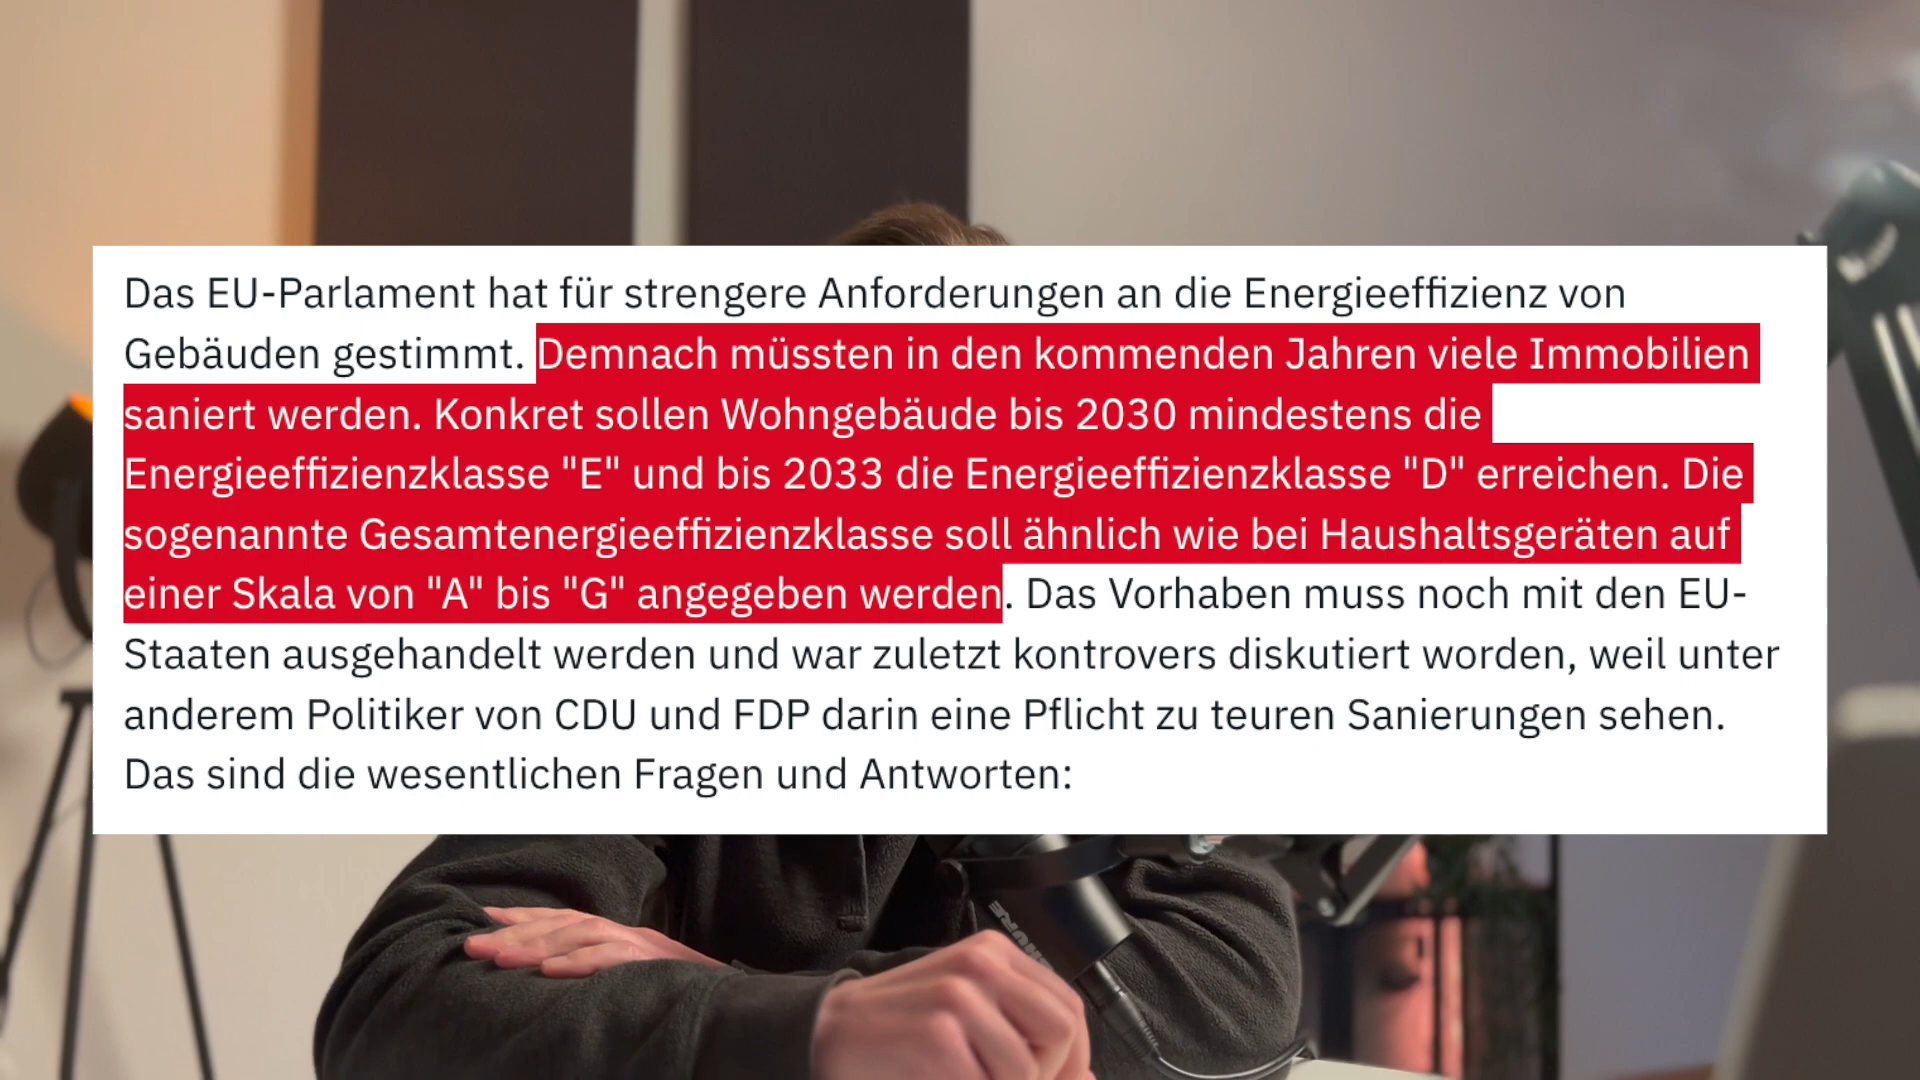 Das EU-Parlament hat für strengere Anforderungen an die Energieeffizienz von
Gebäuden gestimmt. Demnach müssten in den kommenden Jahren viele Immobilien
saniert werden. Konkret sollen Wohngebäude bis 2030 mindestens die
Energieeffizienzklasse "E" und bis 2033 die Energieeffizienzklasse "D" erreichen. Die
sogenannte Gesamtenergieeffizienzklasse soll ähnlich wie bei Haushaltsgeräten auf
einer Skala von "A" bis "G" angegeben werden. Das Vorhaben muss noch mit den EU-
Staaten ausgehandelt werden und war zuletzt kontrovers diskutiert worden, weil unter
anderem Politiker von CDU und FDP darin eine Pflicht zu teuren Sanierungen sehen.
Das sind die wesentlichen Fragen und Antworten:
SHURE